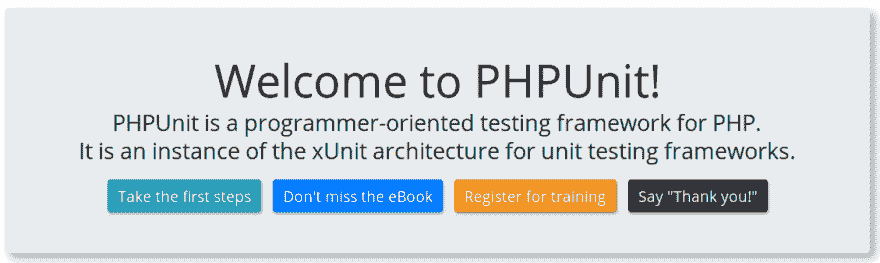 Welcome to PHPUnit!
PHPUnit is a programmer-oriented testing framework for PHP.
It is an instance of the xUnit architecture for unit testing frameworks.
Take the first steps
Don't miss the eBook
Register for training
Say "Thank you!"